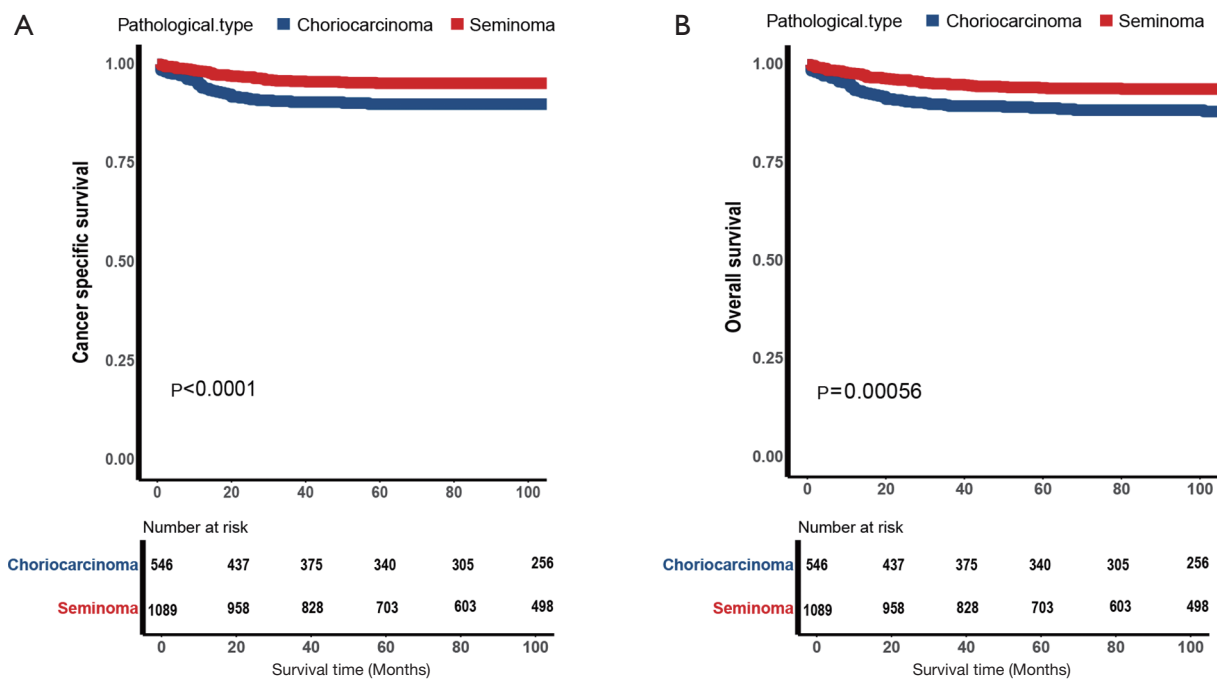 A
Pathological.type Choriocarcinoma Seminoma
1.00
0.75
0.50
0.25
0.00
Cancer specific survival
P<0.0001
0 20 40 60 80 100
Number at risk
Choriocarcinoma 546 437 375 340 305 256
Seminoma 1089 958 828 703 603 498
0 20 40 60 80 100
Survival time (Months)
B
Pathological.type Choriocarcinoma Seminoma
1.00
0.75
0.50
0.25
0.00
Overall survival
P=0.00056
0 20 40 60 80 100
Number at risk
Choriocarcinoma 546 437 375 340 305 256
Seminoma 1089 958 828 703 603 498
0 20 40 60 80 100
Survival time (Months)